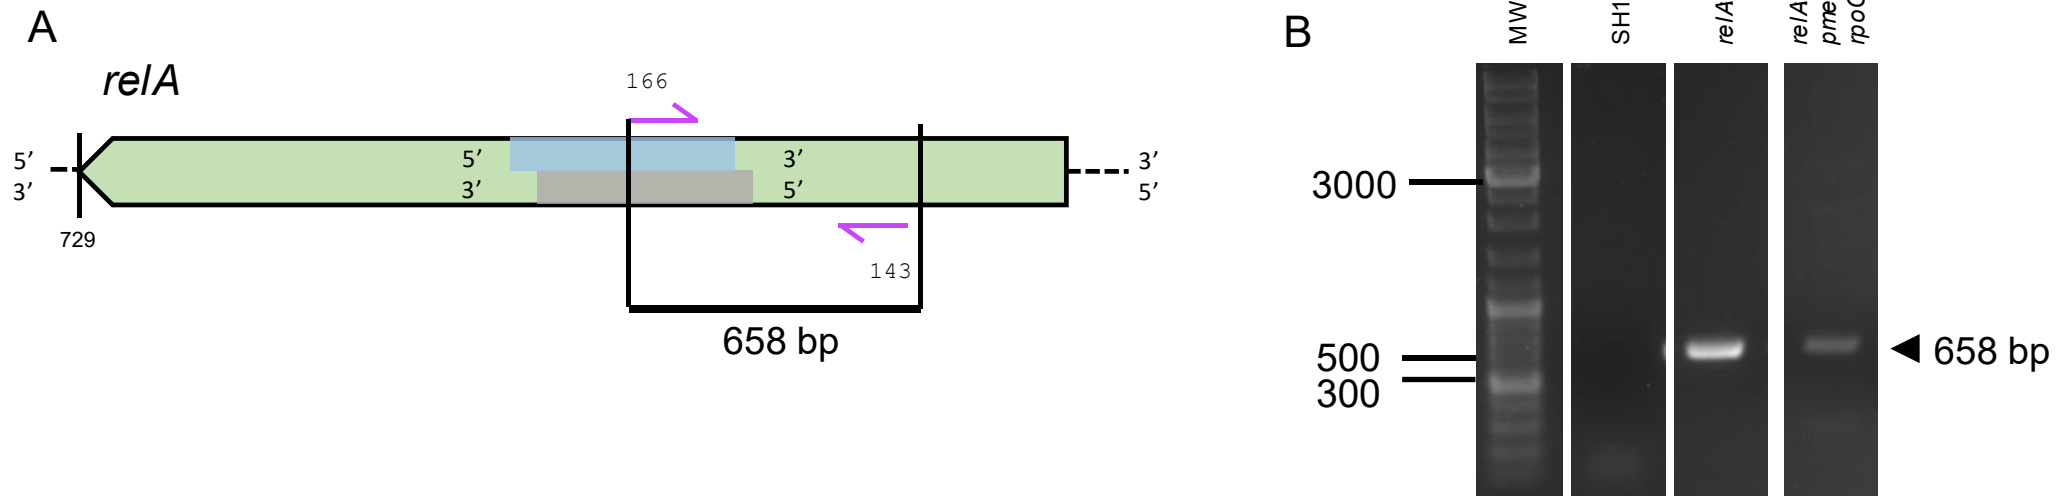 A
relA
166
5’
3’
5’
3’
3’
5’
3’
5’
729
143
658 bp
B
MW
SH1
relA
relA
pme
rpoC
3000
500
300
658 bp